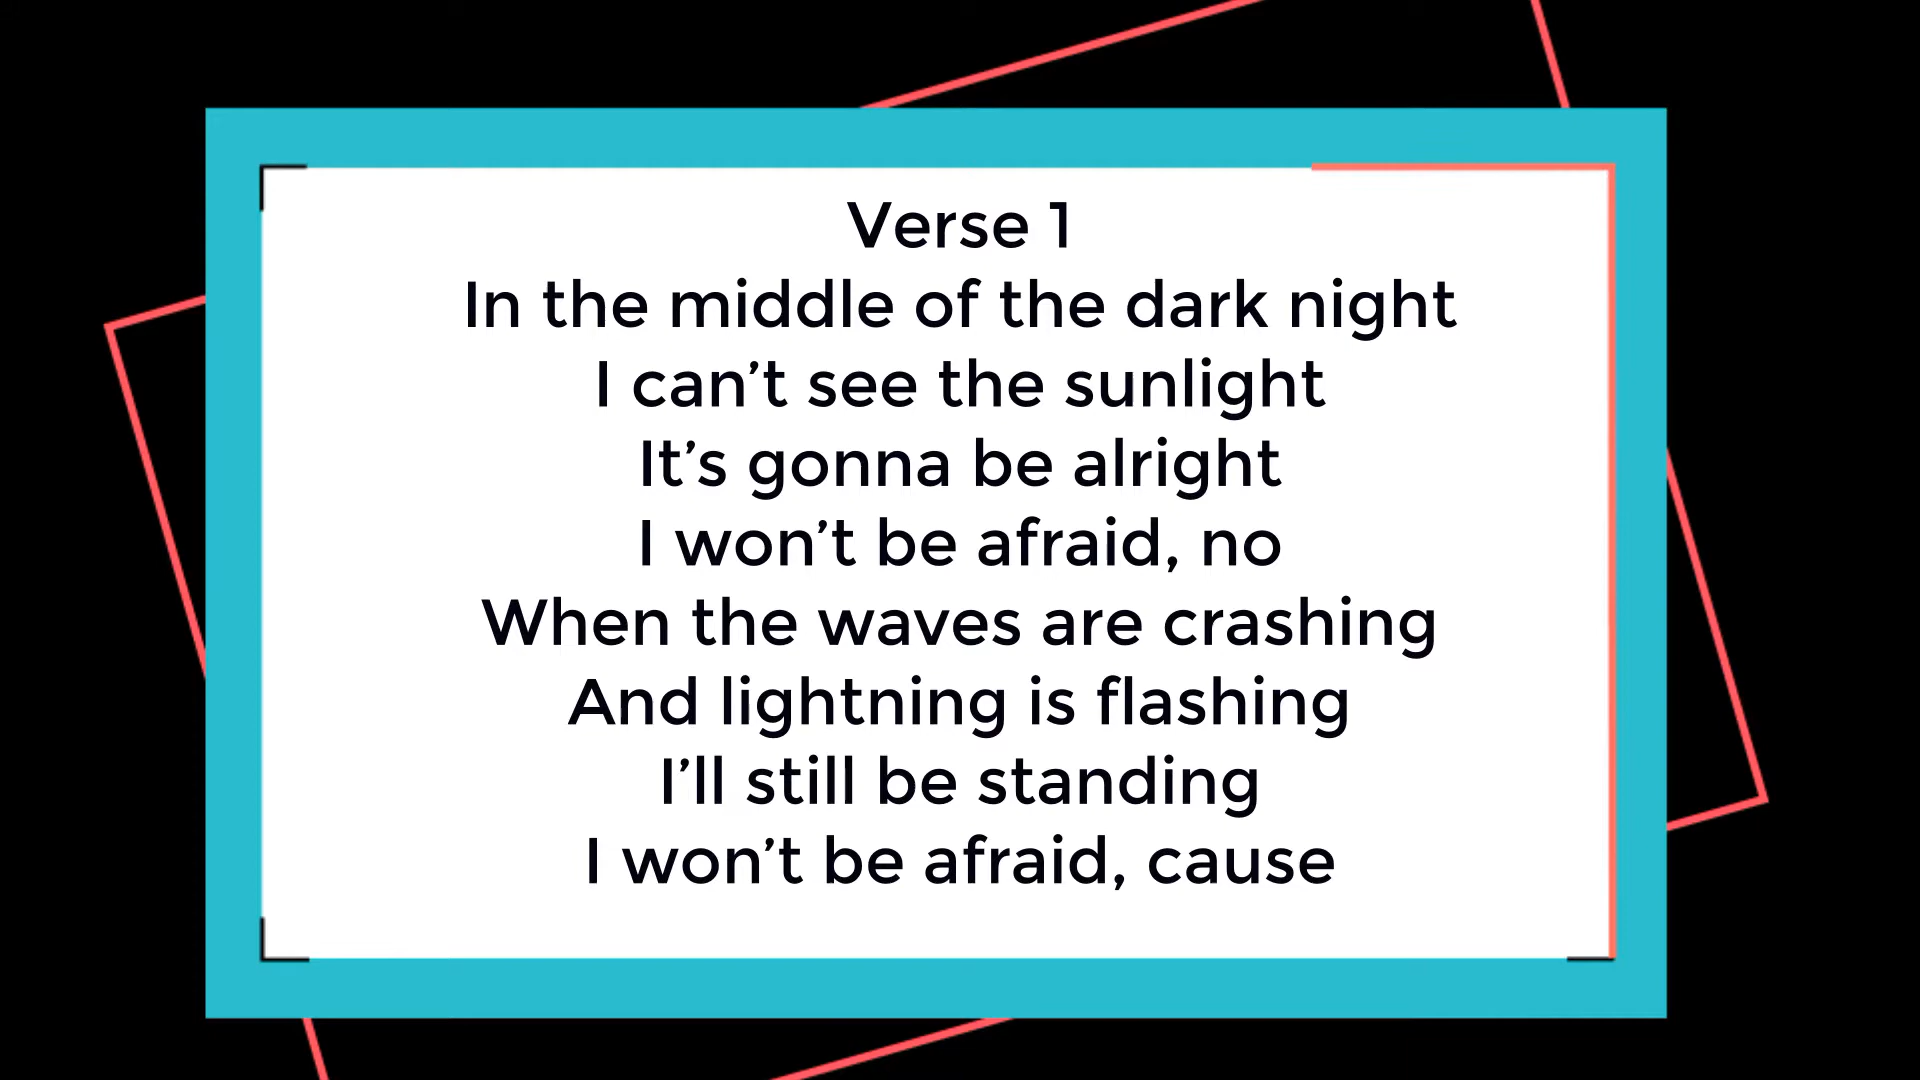 Verse 1
In the middle of the dark night
I can’t see the sunlight
It’s gonna be alright
I won’t be afraid, no
When the waves are crashing
And lightning is flashing
I’ll still be standing
I won’t be afraid, cause